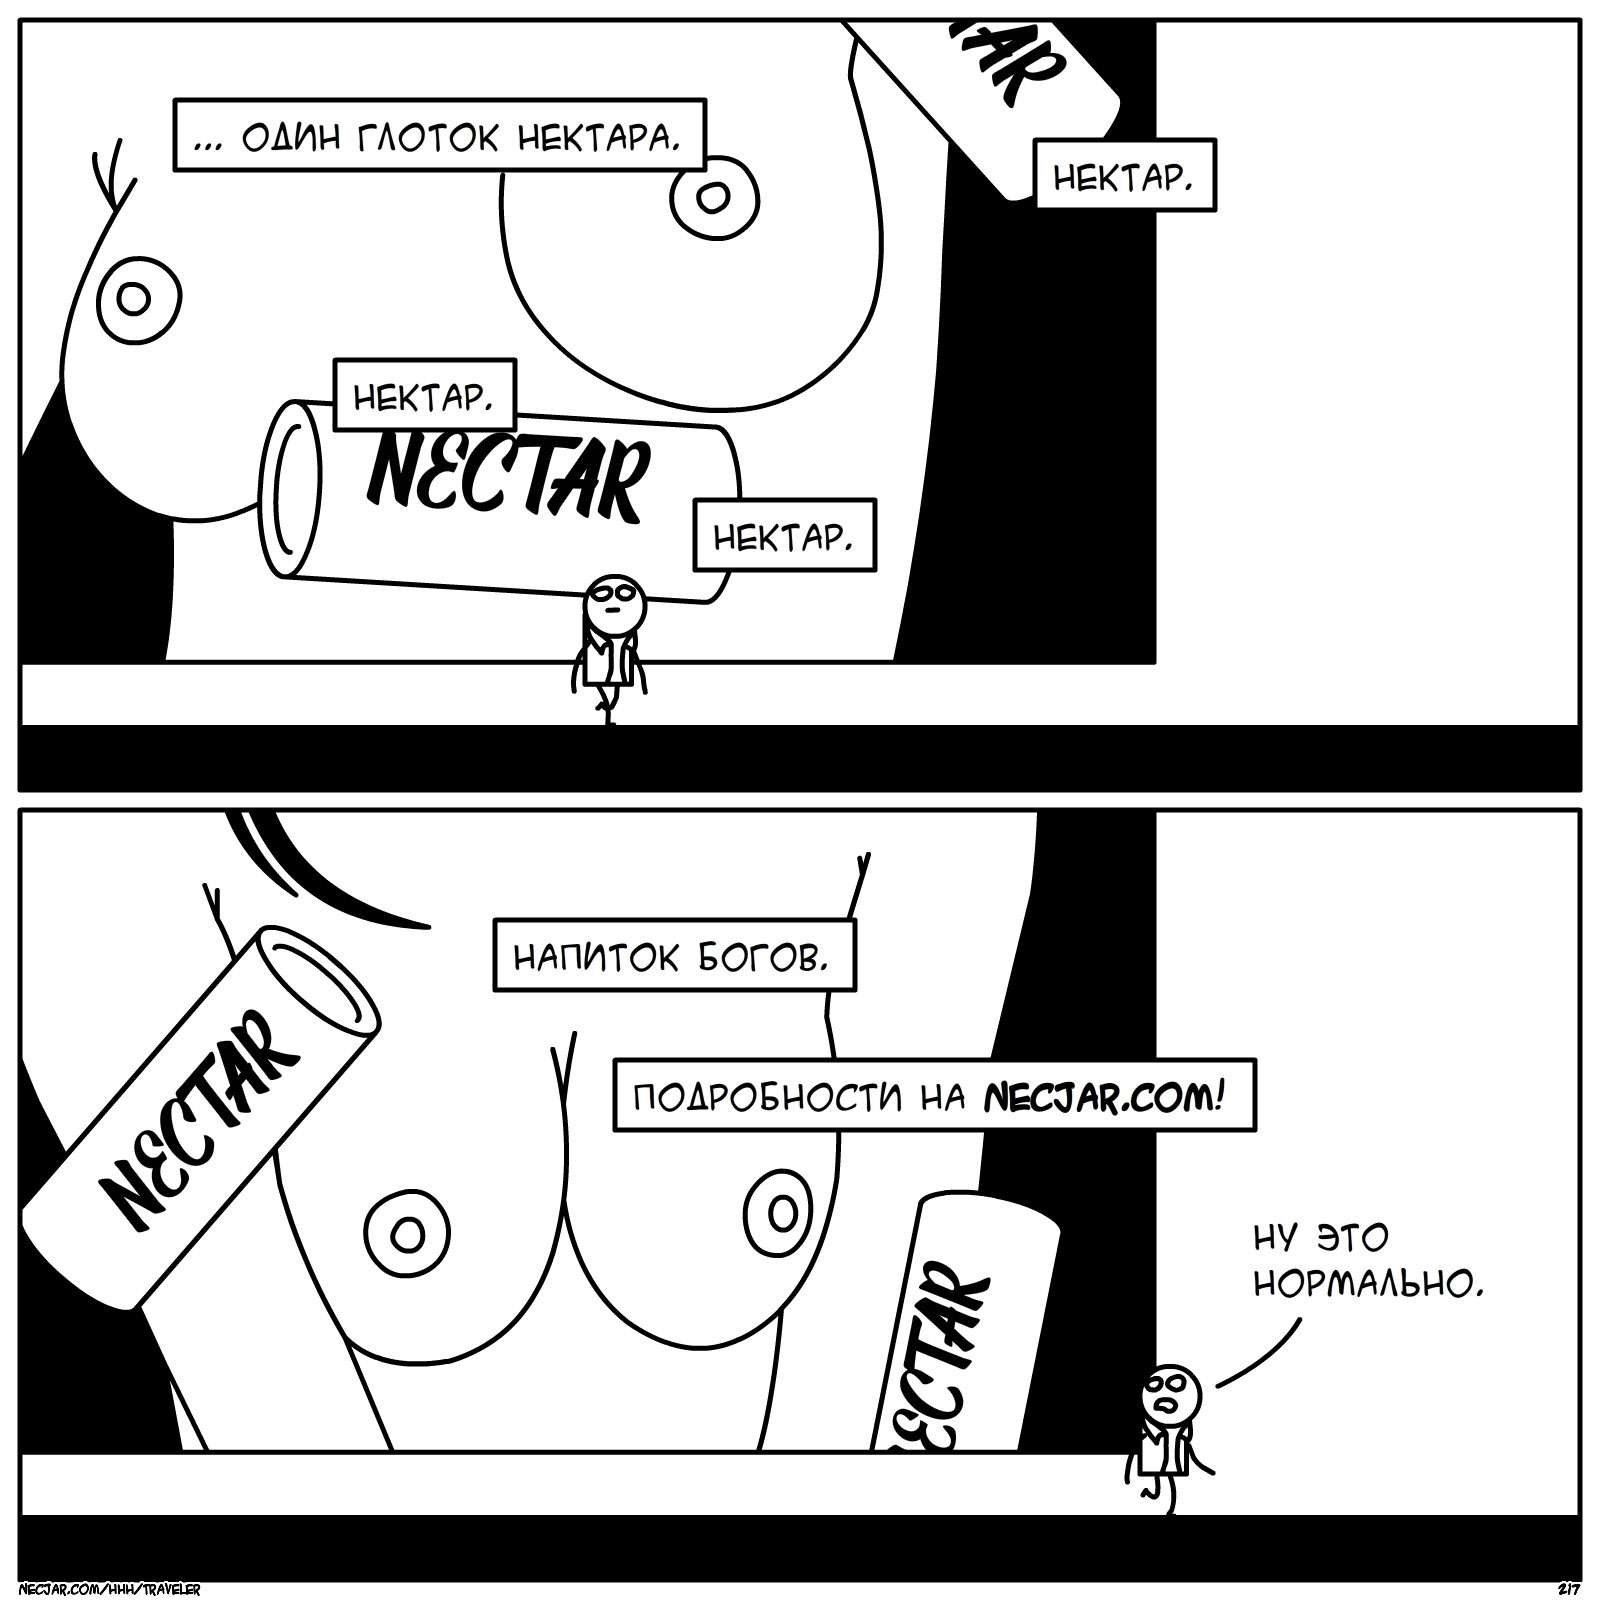 ... ОДИН ГЛОТОК НЕКТАРА.
TAR
НЕКТАР.
НЕКТАР.
NECTAR
НЕКТАР.
НАПИТОК БОГОВ.
NECTAR
ПОДРОБНОСТИ НА NECJAR.COM!
ECTAR
НУ ЭТО
НОРМАЛЬНО.
NECJAR.COM/HHH/TRAVELER
217